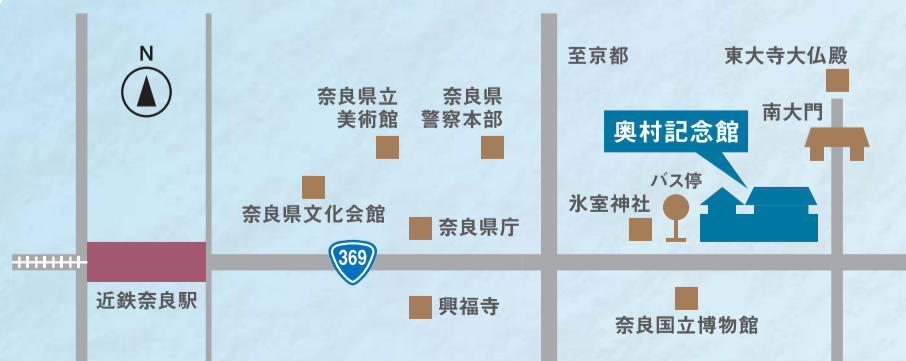 N
至京都
東大寺大仏殿
奈良県立
美術館
奈良県
警察本部
南大門
奥村記念館
バス停
奈良県文化会館
氷室神社
奈良県庁
369
近鉄奈良駅
興福寺
奈良国立博物館